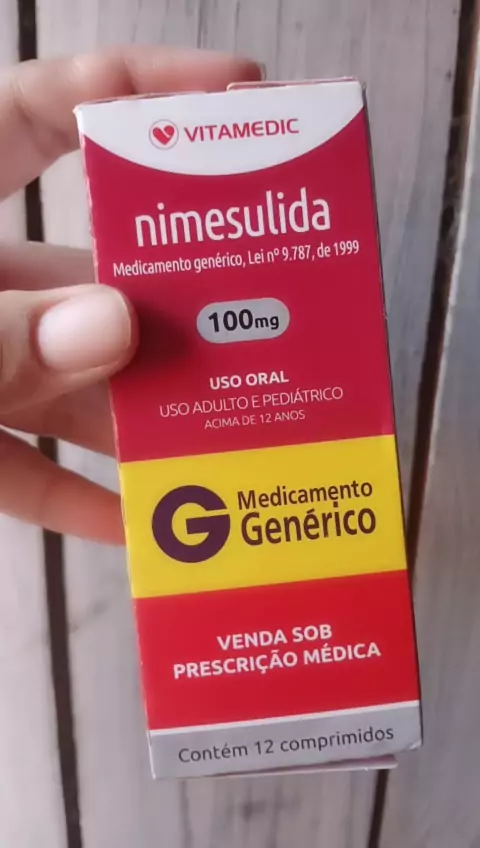 VITAMEDIC
nimesulida
Medicamento genérico, Lei nº 9.787, de 1999
100mg
USO ORAL
USO ADULTO E PEDIÁTRICO
ACIMA DE 12 ANOS
G Medicamento
Genérico
VENDA SOB
PRESCRIÇÃO MÉDICA
Contém 12 comprimidos